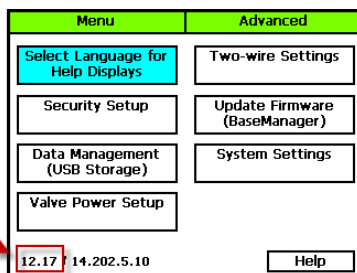 Menu
Advanced
Select Language for
Help Displays
Two-wire Settings
Security Setup
Update Firmware
(BaseManager)
Data Management
(USB Storage)
System Settings
Valve Power Setup
12.17 / 14.202.5.10
Help